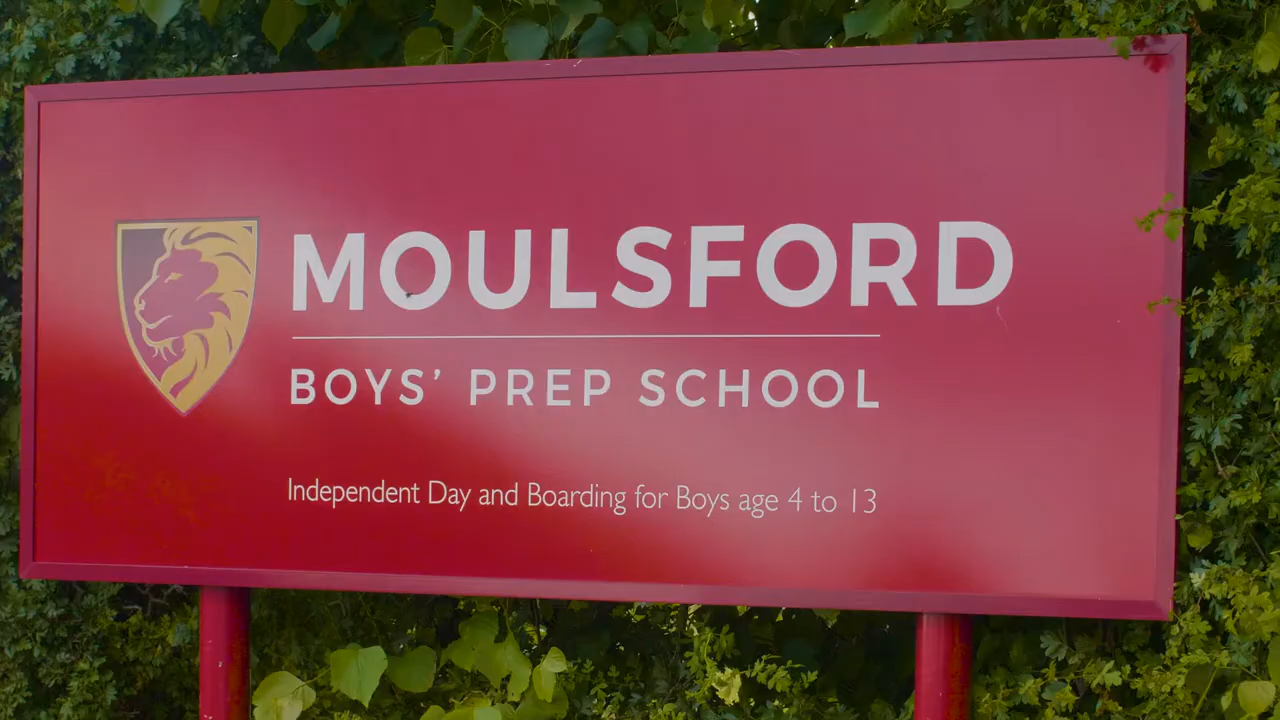 MOULSFORD
BOYS’ PREP SCHOOL
Independent Day and Boarding for Boys age 4 to 13